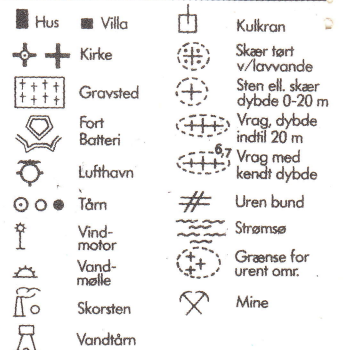 Hus
Villa
Kirke
Gravsted
Fort
Batteri
Lufthavn
Tårn
Vind-
motor
Vand-
mølle
Skorsten
Vandtårn
Kulkran
Skær tørt
v/lavvande
Sten ell. skær
dybde 0-20 m
Vrag, dybde
indtil 20 m
6,7
Vrag med
kendt dybde
Uren bund
Strømsø
Grænse for
urent omr.
Mine